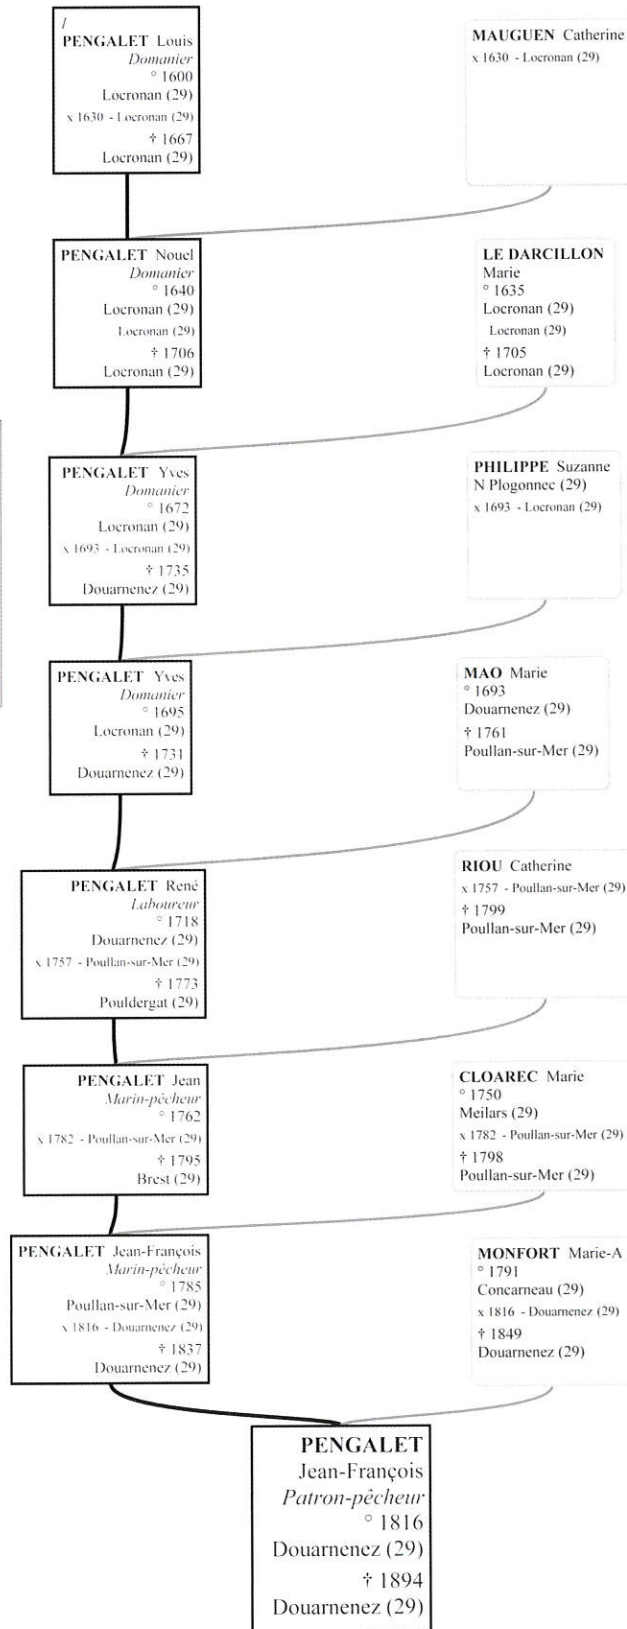 1
PENGALET Louis
Domanier
° 1600
Locronan (29)
x 1630 - Locronan (29)
† 1667
Locronan (29)
MAUGUEN Catherine
x 1630 - Locronan (29)
PENGALET Nouel
Domanier
° 1640
Locronan (29)
Locronan (29)
† 1706
Locronan (29)
LE DARCILLON
Marie
° 1635
Locronan (29)
Locronan (29)
† 1705
Locronan (29)
PENGALET Yves
Domanier
° 1672
Locronan (29)
x 1693 - Locronan (29)
† 1735
Douarnenez (29)
PHILIPPE Suzanne
N Plogonnec (29)
x 1693 - Locronan (29)
PENGALET Yves
Domanier
° 1695
Locronan (29)
† 1731
Douarnenez (29)
MAO Marie
° 1693
Douarnenez (29)
† 1761
Poullan-sur-Mer (29)
PENGALET René
Laboureur
° 1718
Douarnenez (29)
x 1757 - Poullan-sur-Mer (29)
† 1773
Pouldergat (29)
RIOU Catherine
x 1757 - Poullan-sur-Mer (29)
† 1799
Poullan-sur-Mer (29)
PENGALET Jean
Marin-pêcheur
° 1762
x 1782 - Poullan-sur-Mer (29)
† 1795
Brest (29)
CLOAREC Marie
° 1750
Meilars (29)
x 1782 - Poullan-sur-Mer (29)
† 1798
Poullan-sur-Mer (29)
PENGALET Jean-François
Marin-pêcheur
° 1785
Poullan-sur-Mer (29)
x 1816 - Douarnenez (29)
† 1837
Douarnenez (29)
MONFORT Marie-A
° 1791
Concarneau (29)
x 1816 - Douarnenez (29)
† 1849
Douarnenez (29)
PENGALET
Jean-François
Patron-pêcheur
° 1816
Douarnenez (29)
† 1894
Douarnenez (29)